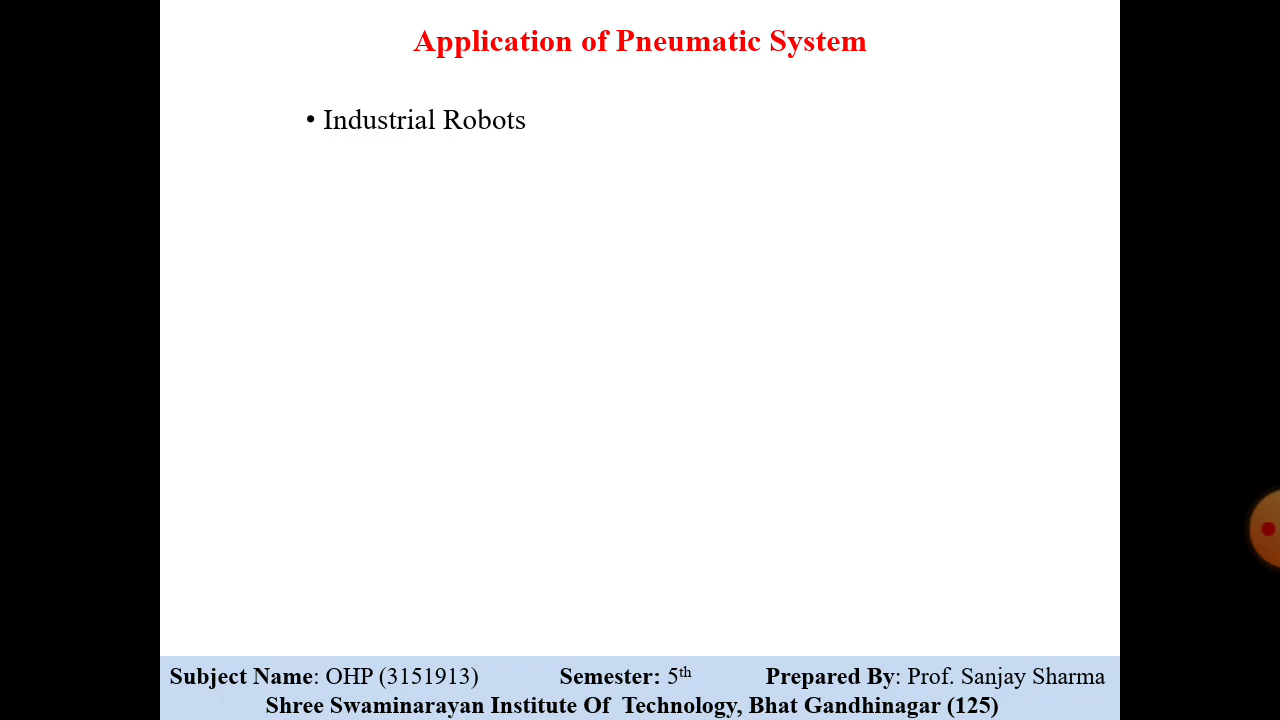 Application of Pneumatic System
• Industrial Robots
Subject Name: OHP (3151913) Semester: 5th Prepared By: Prof. Sanjay Sharma
Shree Swaminarayan Institute Of Technology, Bhat Gandhinagar (125)